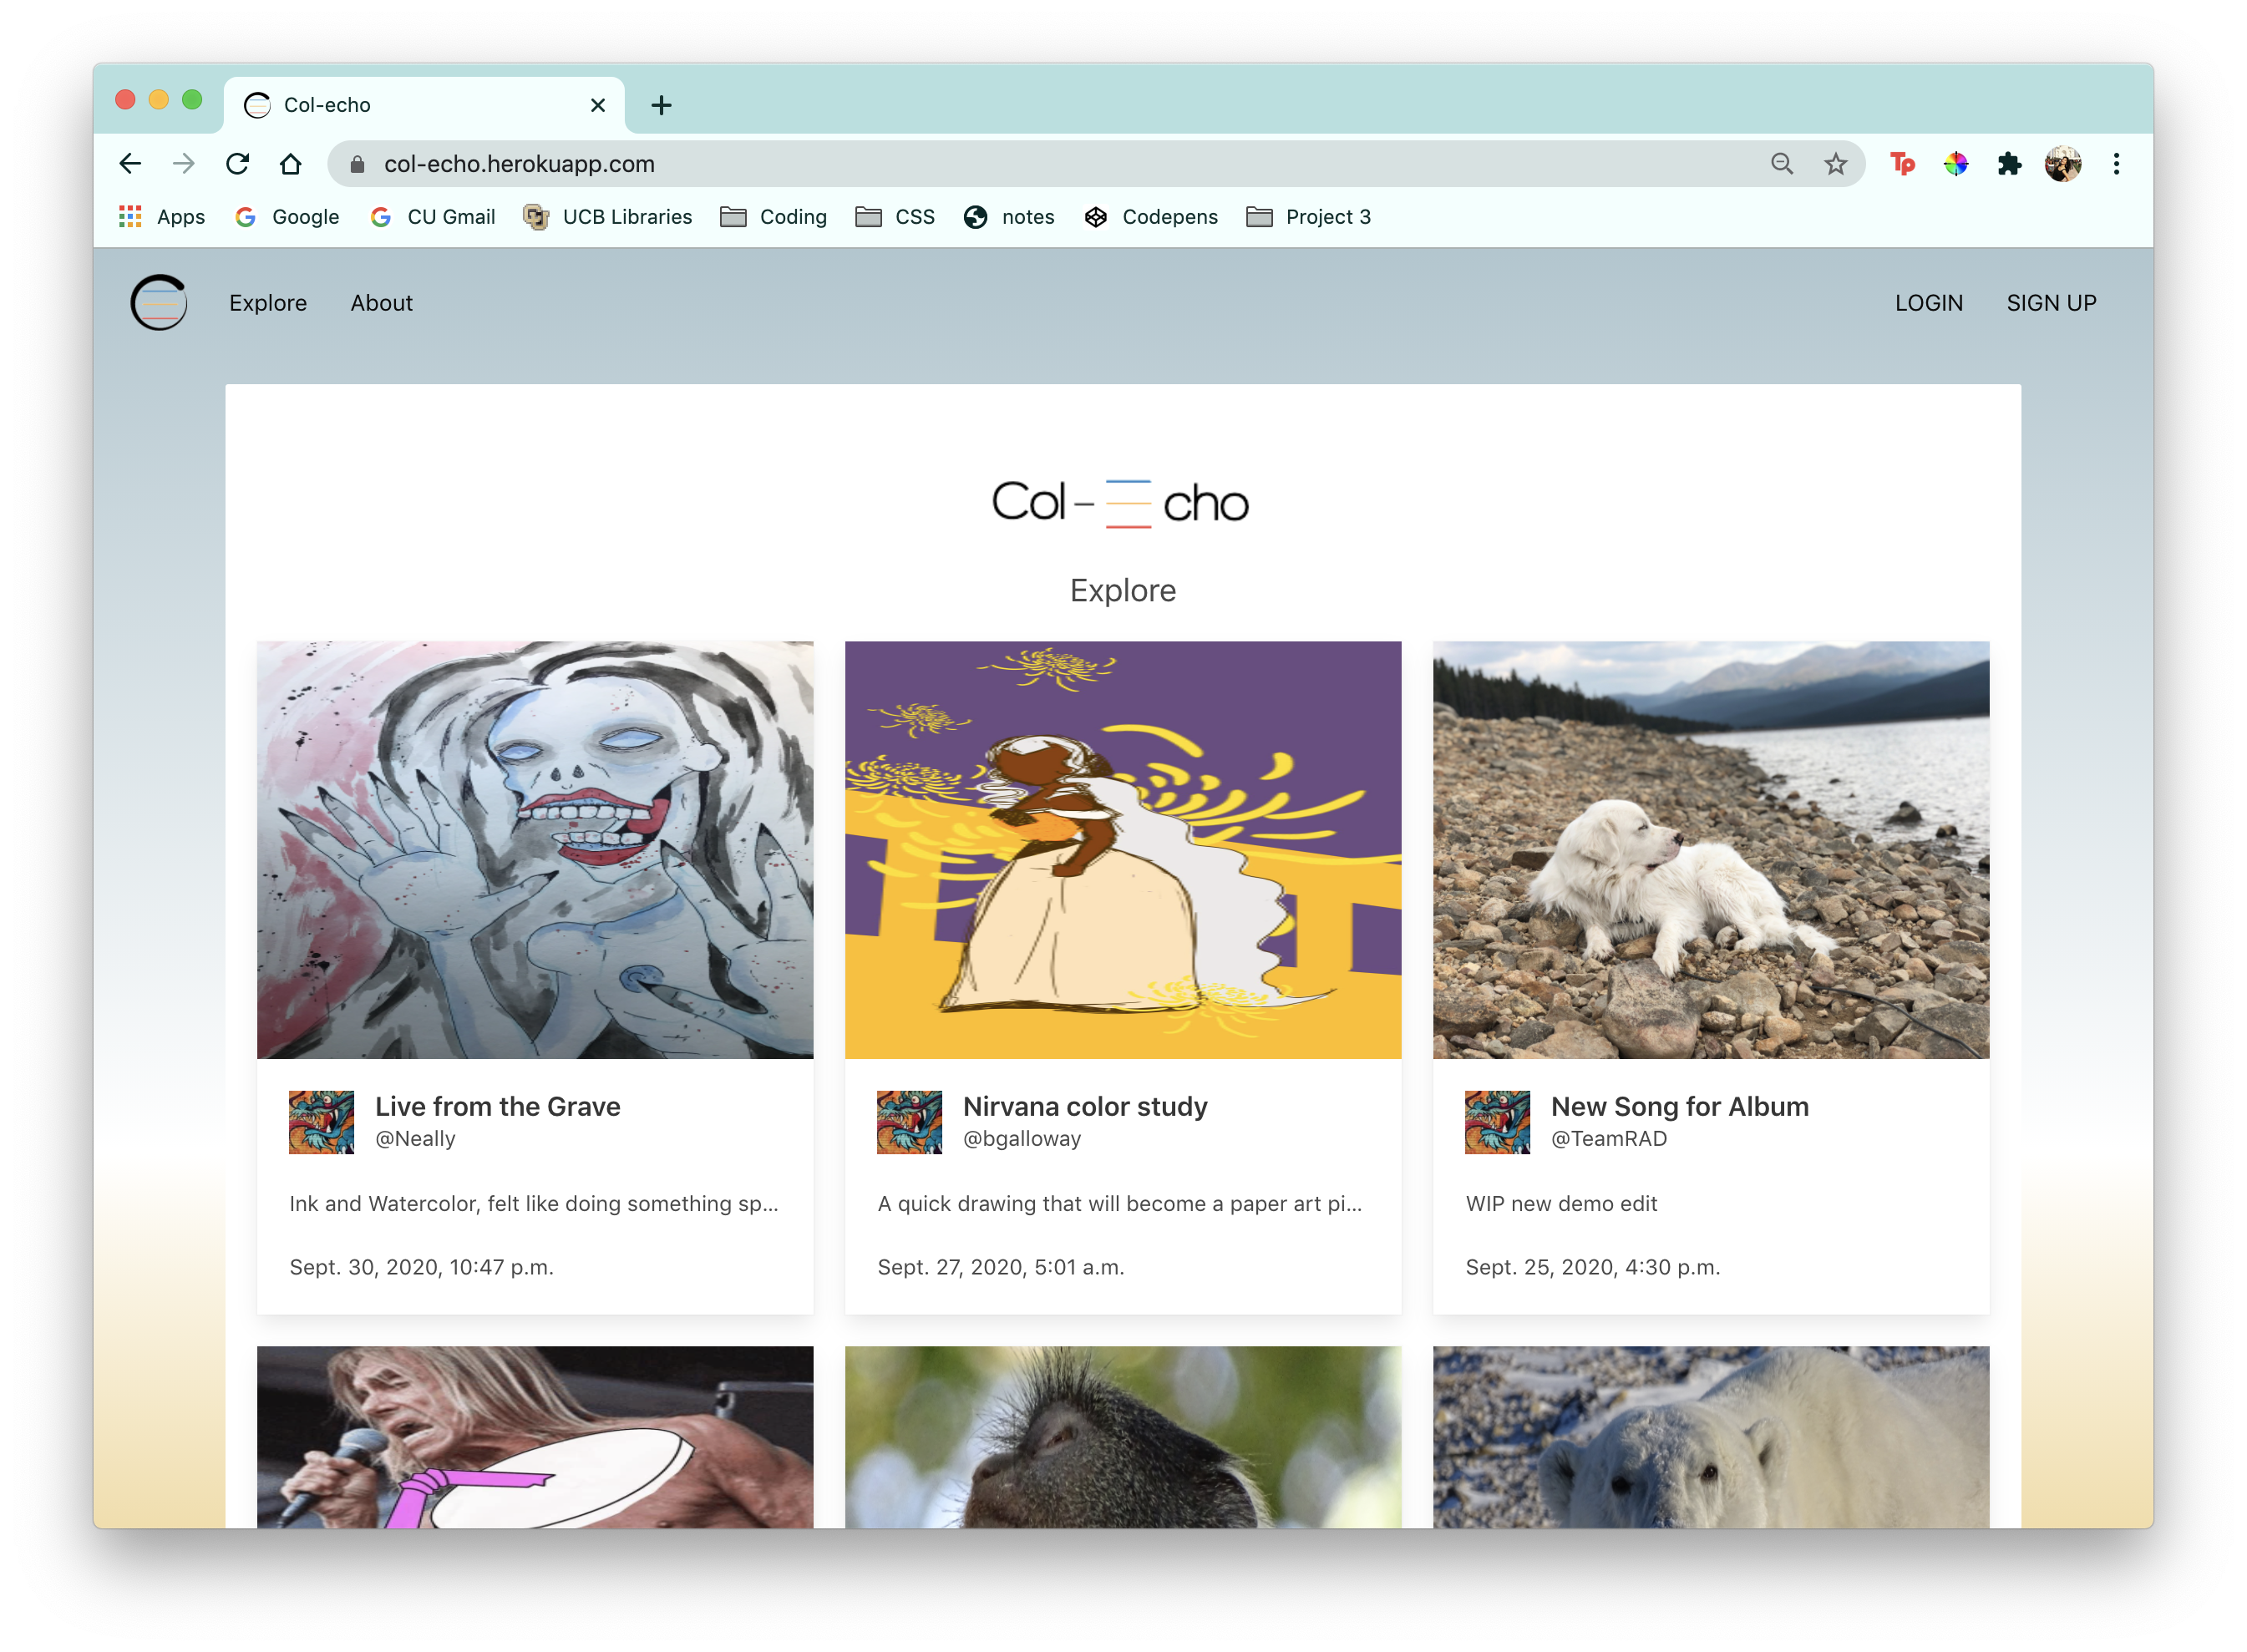 Col-echo
col-echo.herokuapp.com
Tp
Apps Google CU Gmail UCB Libraries Coding CSS notes Codepens Project 3
Explore About LOGIN SIGN UP
Col-Echo
Explore
Live from the Grave
@Neally
Ink and Watercolor, felt like doing something sp...
Sept. 30, 2020, 10:47 p.m.
Nirvana color study
@bgalloway
A quick drawing that will become a paper art pi...
Sept. 27, 2020, 5:01 a.m.
New Song for Album
@TeamRAD
WIP new demo edit
Sept. 25, 2020, 4:30 p.m.